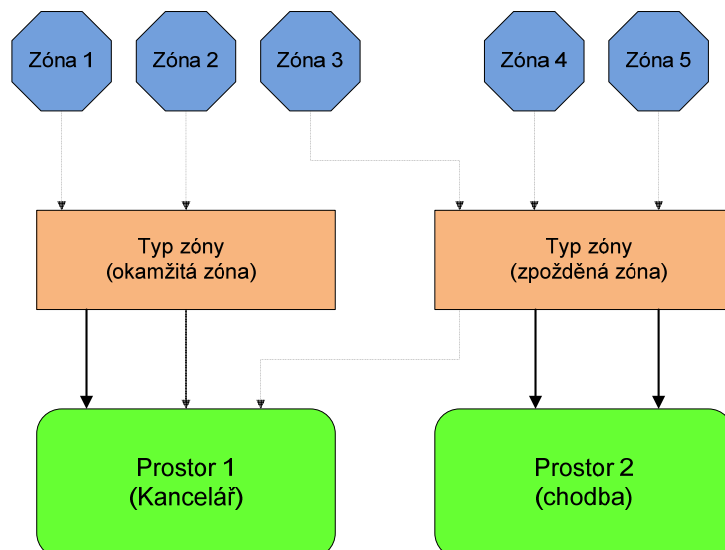 Zóna 1
Zóna 2
Zóna 3
Zóna 4
Zóna 5
Typ zóny
(okamžitá zóna)
Typ zóny
(zpožděná zóna)
Prostor 1
(Kancelář)
Prostor 2
(chodba)